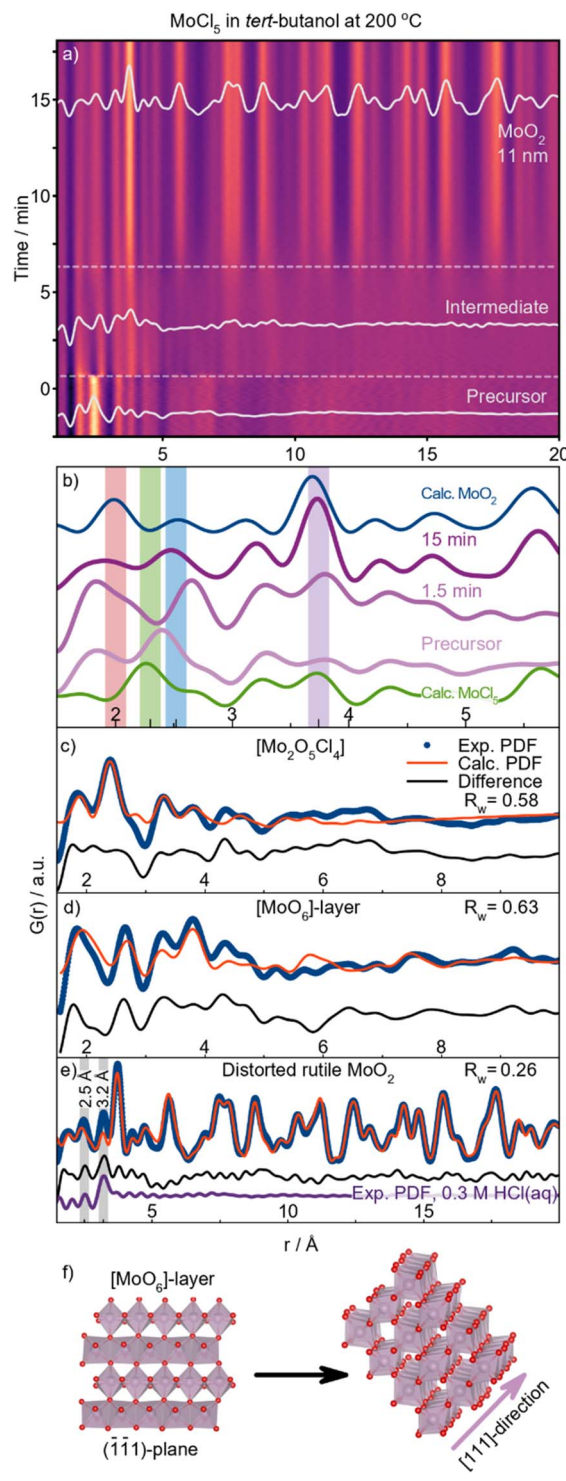 MoCl5 in tert-butanol at 200 °C
a)
15
MoO2
11 nm
10
Time / min
5
Intermediate
0
Precursor
5 10 15 20
b)
Calc. MoO2
15 min
1.5 min
Precursor
Calc. MoCl5
2 3 4 5
c) [Mo2O5Cl4]
Exp. PDF
Calc. PDF
Difference
Rw= 0.58
2 4 6 8
G(r) / a.u.
d) [MoO6]-layer Rw= 0.63
2 4 6 8
e) Distorted rutile MoO2 Rw= 0.26
2.5 Å
3.2 Å
Exp. PDF, 0.3 M HCl(aq)
5 10 15
r / Å
f) [MoO6]-layer
(1̄1̄1)-plane
[111]-direction